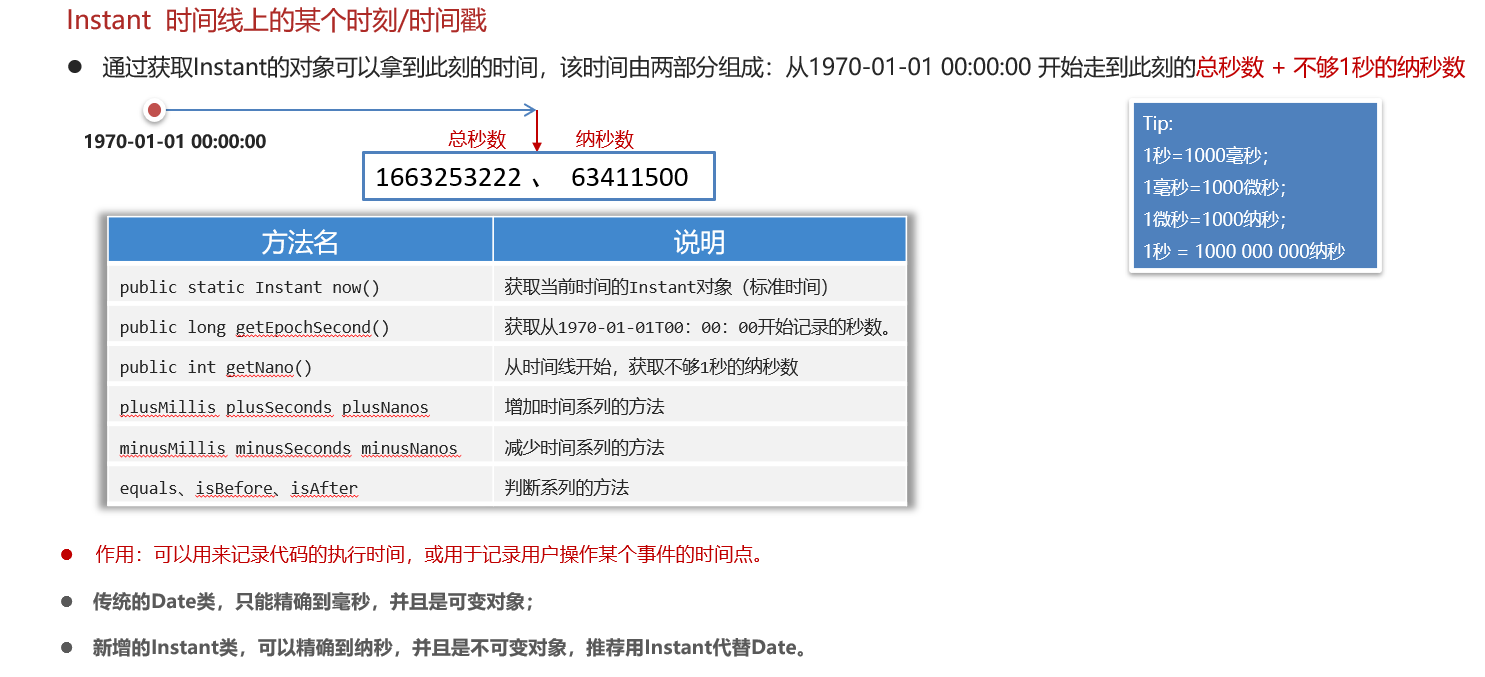 Instant 时间线上的某个时刻/时间戳
● 通过获取Instant的对象可以拿到此刻的时间，该时间由两部分组成：从1970-01-01 00:00:00 开始走到此刻的总秒数 + 不够1秒的纳秒数
1970-01-01 00:00:00
总秒数 纳秒数
1663253222 、 63411500
Tip:
1秒=1000毫秒；
1毫秒=1000微秒；
1微秒=1000纳秒；
1秒 = 1000 000 000纳秒
方法名 说明
public static Instant now() 获取当前时间的Instant对象（标准时间）
public long getEpochSecond() 获取从1970-01-01T00：00：00开始记录的秒数。
public int getNano() 从时间线开始，获取不够1秒的纳秒数
plusMillis plusSeconds plusNanos 增加时间系列的方法
minusMillis minusSeconds minusNanos 减少时间系列的方法
equals、isBefore、isAfter 判断系列的方法
● 作用：可以用来记录代码的执行时间，或用于记录用户操作某个事件的时间点。
● 传统的Date类，只能精确到毫秒，并且是可变对象；
● 新增的Instant类，可以精确到纳秒，并且是不可变对象，推荐用Instant代替Date。